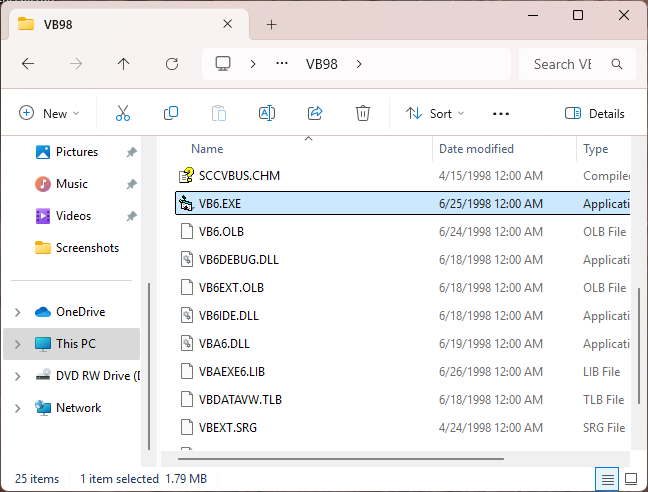 VB98
··· VB98
Search VB
New Sort ··· Details
Pictures
Music
Videos
Screenshots
OneDrive
This PC
DVD RW Drive (D
Network
Name Date modified Type
SCCVBUS.CHM 4/15/1998 12:00 AM Compile
VB6.EXE 6/25/1998 12:00 AM Applicati
VB6.OLB 6/24/1998 12:00 AM OLB File
VB6DEBUG.DLL 6/18/1998 12:00 AM Applicati
VB6EXT.OLB 6/18/1998 12:00 AM OLB File
VB6IDE.DLL 6/18/1998 12:00 AM Applicati
VBA6.DLL 6/19/1998 12:00 AM Applicati
VBAEXE6.LIB 6/26/1998 12:00 AM LIB File
VBDATAVW.TLB 6/18/1998 12:00 AM TLB File
VBEXT.SRG 4/24/1998 12:00 AM SRG File
25 items 1 item selected 1.79 MB